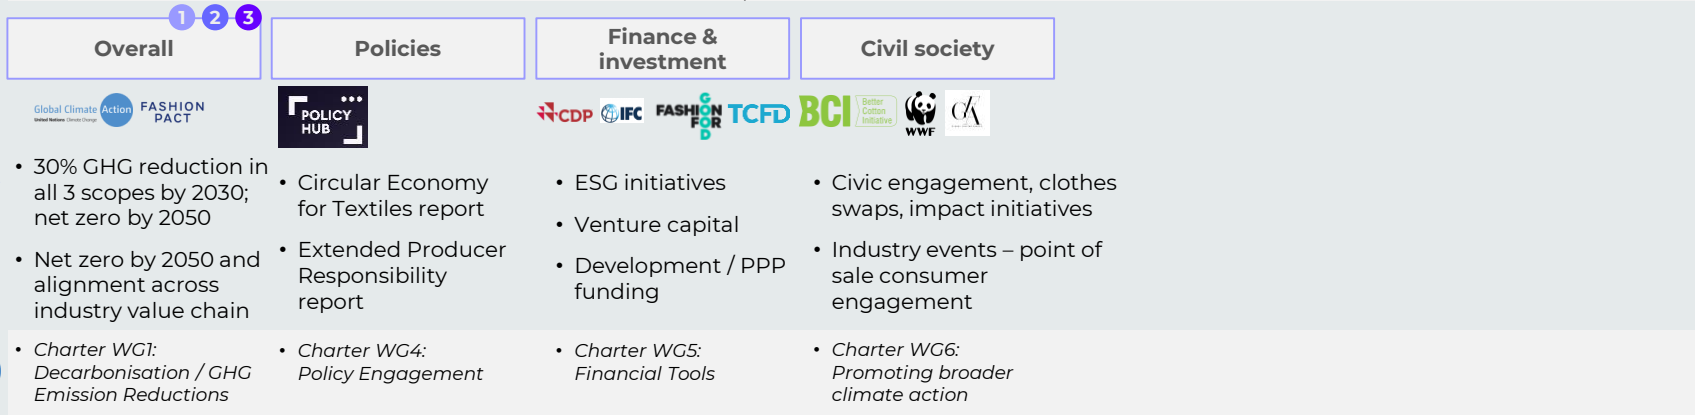 1 2 3
Overall
Policies
Finance &
investment
Civil society
Global Climate Action
United Nations Climate Change
FASHION
PACT
POLICY
HUB
CDP
IFC
FASHION
FOR
GOOD
TCFD
BCI
Better
Cotton
Initiative
WWF
• 30% GHG reduction in
all 3 scopes by 2030;
net zero by 2050
• Net zero by 2050 and
alignment across
industry value chain
• Circular Economy
for Textiles report
• Extended Producer
Responsibility
report
• ESG initiatives
• Venture capital
• Development / PPP
funding
• Civic engagement, clothes
swaps, impact initiatives
• Industry events – point of
sale consumer
engagement
• Charter WG1:
Decarbonisation / GHG
Emission Reductions
• Charter WG4:
Policy Engagement
• Charter WG5:
Financial Tools
• Charter WG6:
Promoting broader
climate action